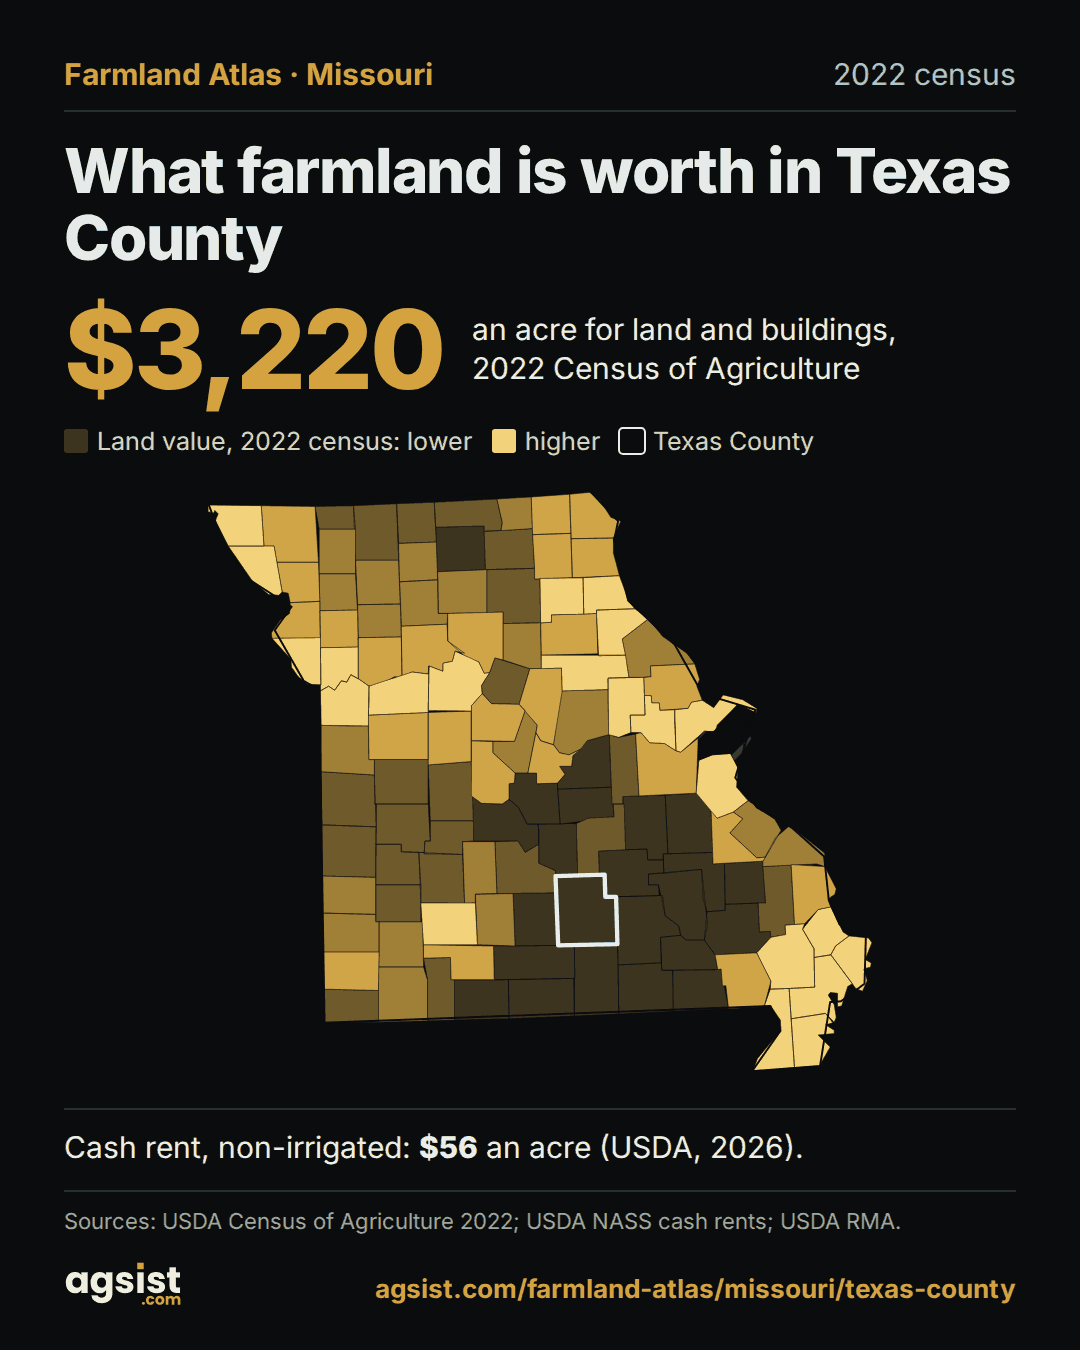 Farmland Atlas · Missouri
2022 census
What farmland is worth in Texas
County
$3,220
an acre for land and buildings,
2022 Census of Agriculture
Land value, 2022 census: lower
higher
Texas County
Cash rent, non-irrigated: $56 an acre (USDA, 2026).
Sources: USDA Census of Agriculture 2022; USDA NASS cash rents; USDA RMA.
agsist
.com
agsist.com/farmland-atlas/missouri/texas-county